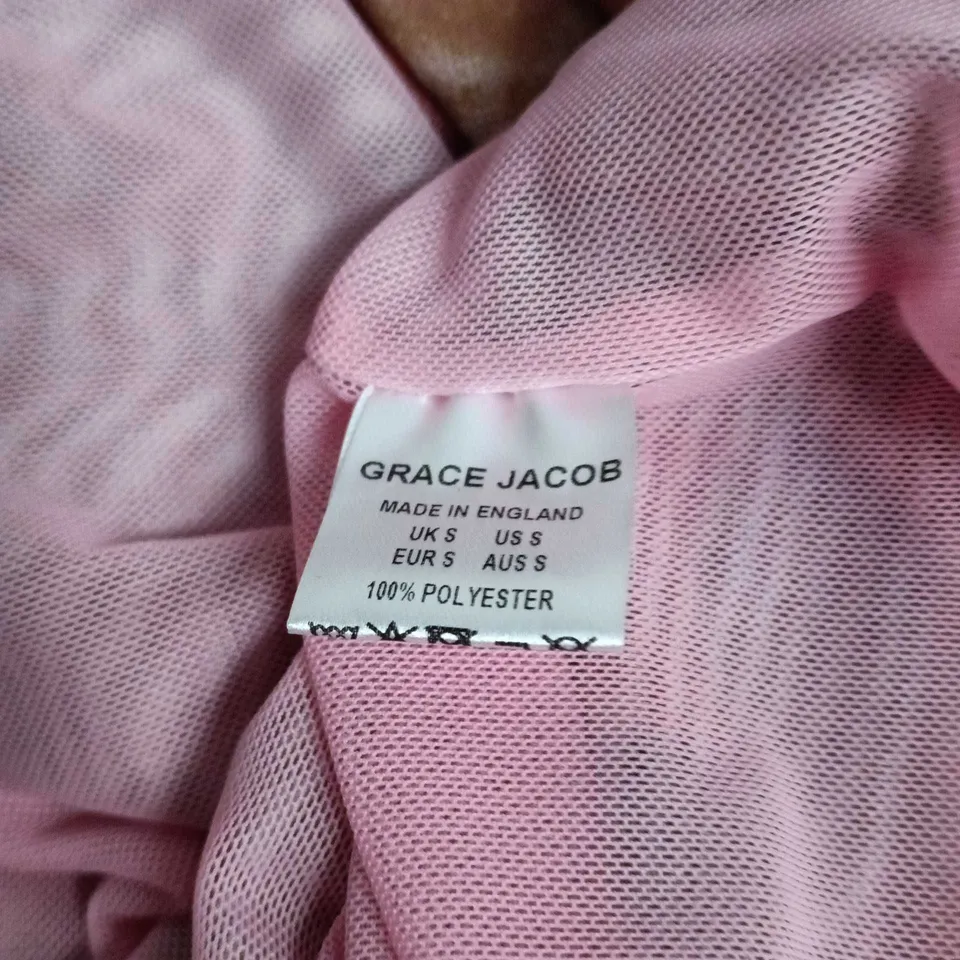 GRACE JACOB
MADE IN ENGLAND
UK S US S
EUR S AUS S
100% POLYESTER